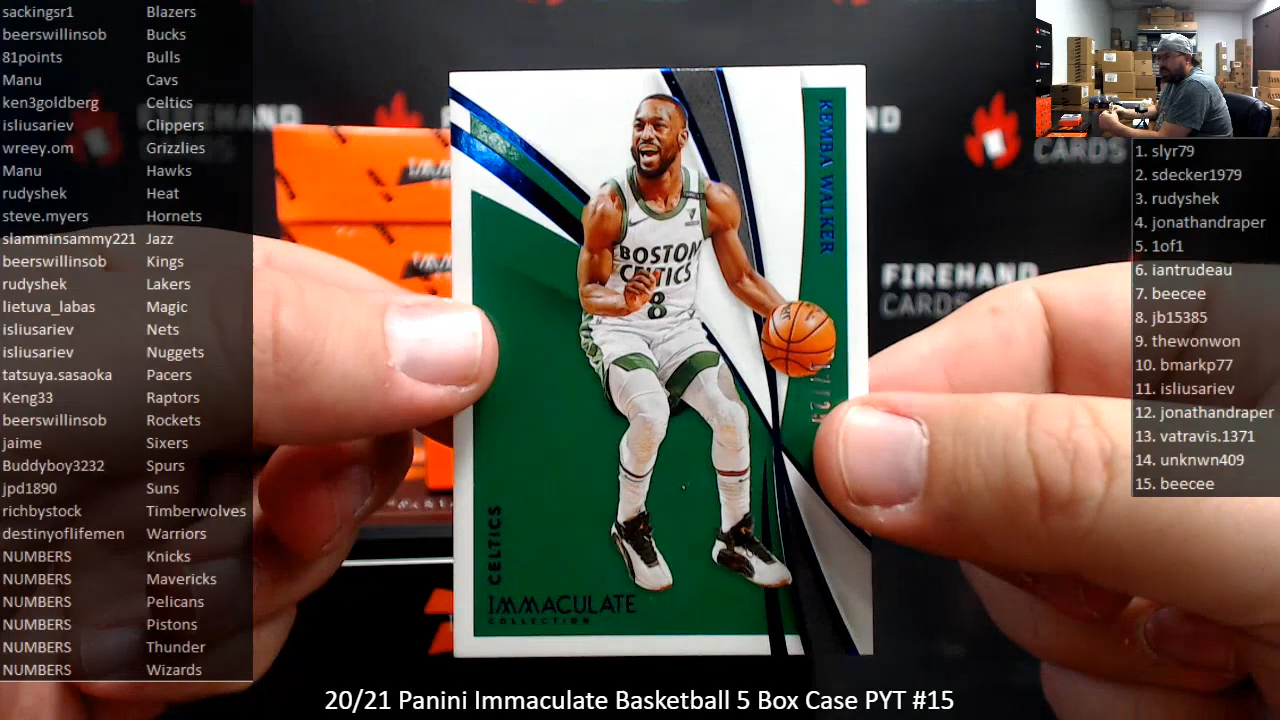 sackingsr1 Blazers
beerswillinsob Bucks
81points Bulls
Manu Cavs
ken3goldberg Celtics
isliusariev Clippers
wreey.om Grizzlies
Manu Hawks
rudyshek Heat
steve.myers Hornets
slamminsammy221 Jazz
beerswillinsob Kings
rudyshek Lakers
lietuva_labas Magic
isliusariev Nets
isliusariev Nuggets
tatsuya.sasaoka Pacers
Keng33 Raptors
beerswillinsob Rockets
jaime Sixers
Buddyboy3232 Spurs
jpd1890 Suns
richbystock Timberwolves
destinyoflifemen Warriors
NUMBERS Knicks
NUMBERS Mavericks
NUMBERS Pelicans
NUMBERS Pistons
NUMBERS Thunder
NUMBERS Wizards
KEMBA WALKER
BOSTON
CELTICS
8
CELTICS
IMMACULATE
COLLECTION
FIREHAND
CARDS
CARDS
1. slyr79
2. sdecker1979
3. rudyshek
4. jonathandraper
5. 1of1
6. iantrudeau
7. beecee
8. jb15385
9. thewonwon
10. bmarkp77
11. isliusariev
12. jonathandraper
13. vatravis.1371
14. unknwn409
15. beecee
20/21 Panini Immaculate Basketball 5 Box Case PYT #15